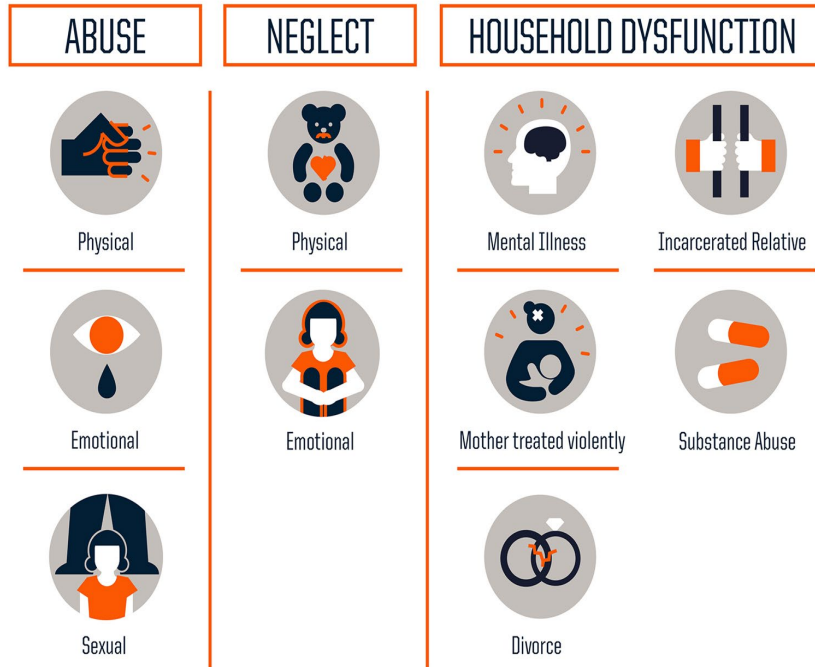 ABUSE
NEGLECT
HOUSEHOLD DYSFUNCTION
Physical
Emotional
Sexual
Physical
Emotional
Mental Illness
Incarcerated Relative
Mother treated violently
Substance Abuse
Divorce